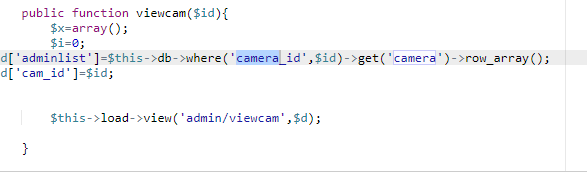 public function viewcam($id){
$x=array();
$i=0;
d['adminlist']=$this->db->where('camera_id',$id)->get('camera')->row_array();
d['cam_id']=$id;
$this->load->view('admin/viewcam',$d);
}